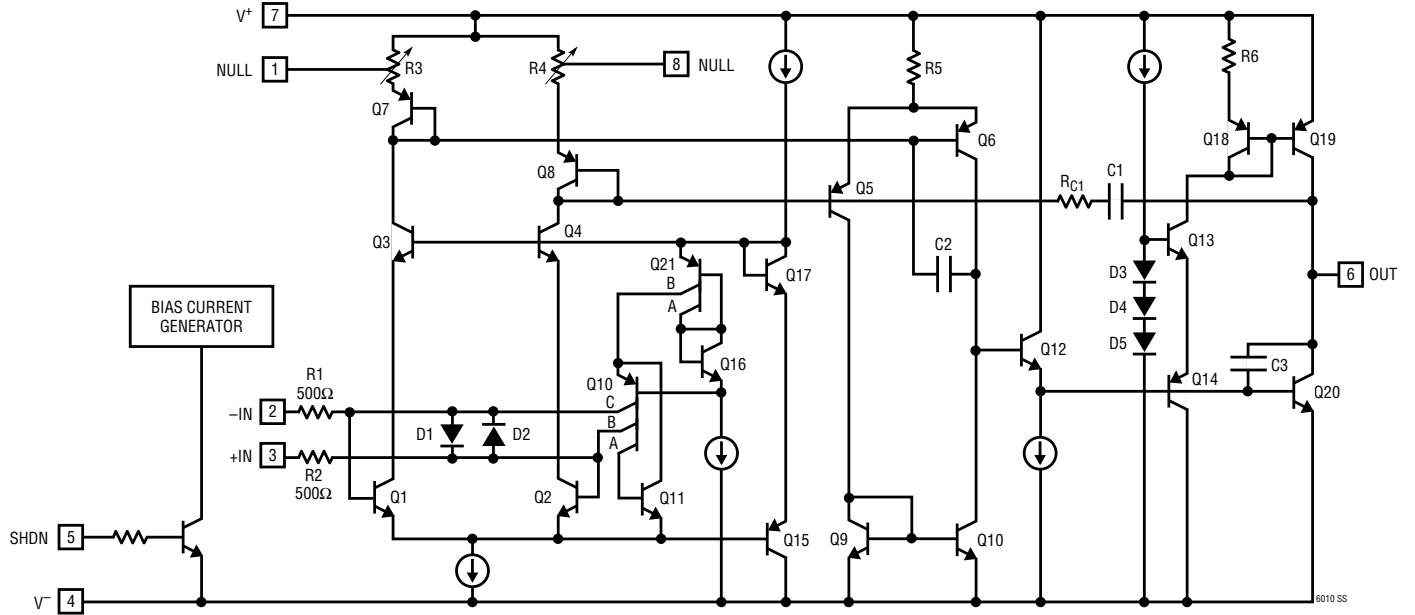 V+ 7
NULL 1
R3
R4
8 NULL
R5
R6
Q7
Q8
Q6
Q18
Q19
Q5
RC1
C1
Q3
Q4
Q21
B
A
Q17
C2
Q13
D3
D4
D5
6 OUT
BIAS CURRENT
GENERATOR
Q16
Q12
Q14
C3
Q20
R1
500Ω
–IN 2
Q10
C
B
A
D1
D2
+IN 3
R2
500Ω
Q1
Q2
Q11
SHDN 5
Q15
Q9
Q10
V– 4
6010 SS